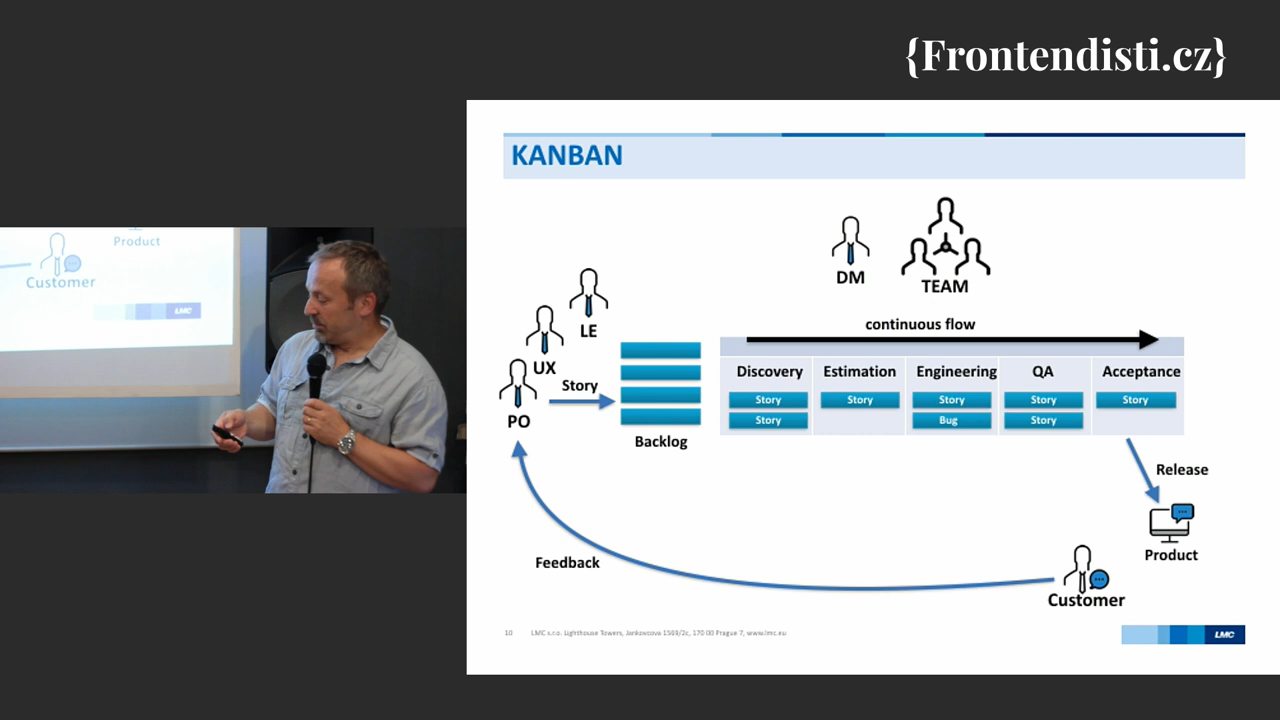 {Frontendisti.cz}
KANBAN
DM
TEAM
LE
UX
PO
Story
Backlog
continuous flow
Discovery Estimation Engineering QA Acceptance
Story Story Story Story Story
Story Bug Story
Release
Product
Customer
Feedback
10 LMC s.r.o. Lighthouse Towers, Jankovcova 1569/2c, 170 00 Prague 7, www.lmc.eu
LMC
Product
Customer
LMC